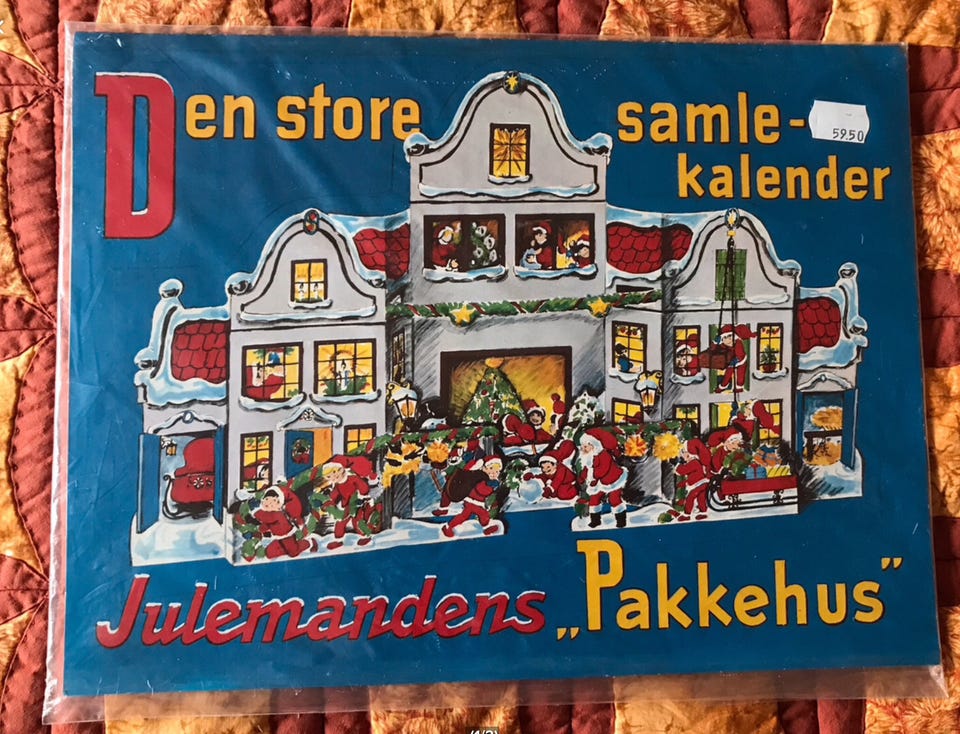 Den store
samle-
kalender
59.50
Julemandens „Pakkehus”